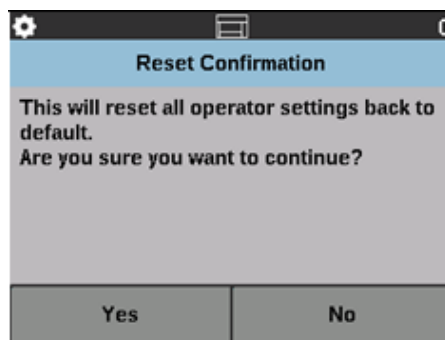 Reset Confirmation
This will reset all operator settings back to
default.
Are you sure you want to continue?
Yes
No